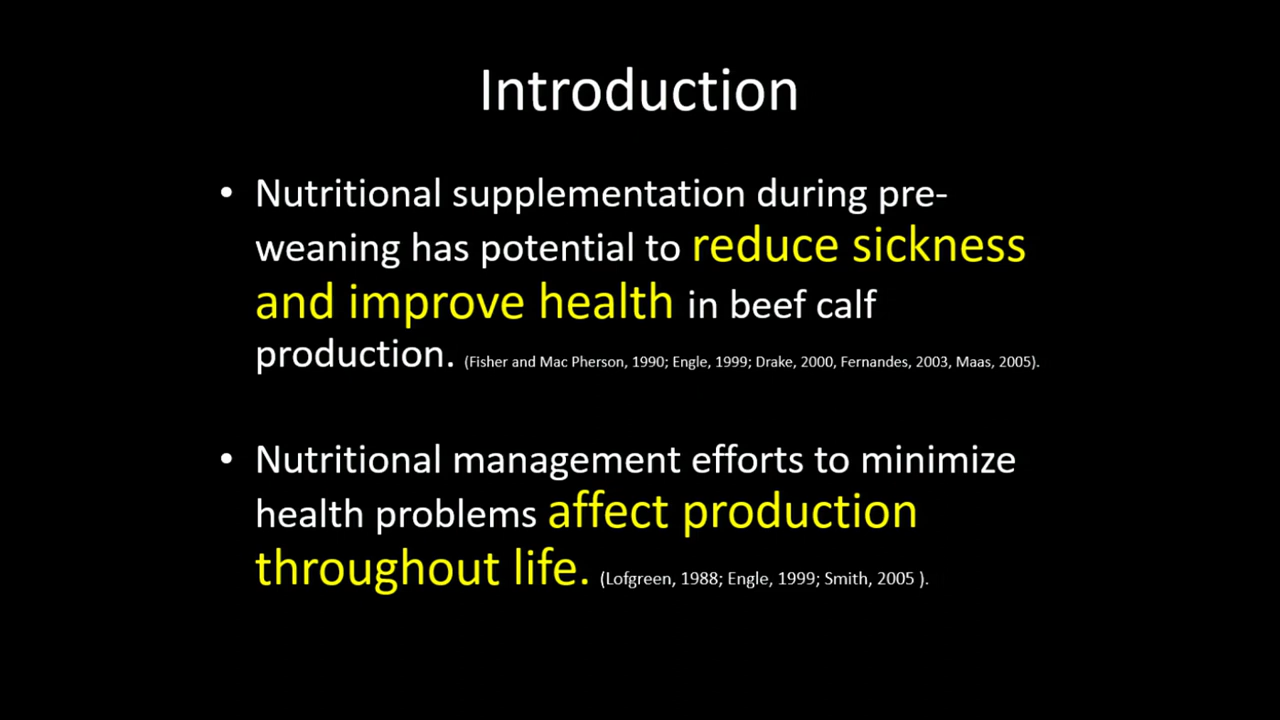 Introduction
• Nutritional supplementation during pre-
weaning has potential to reduce sickness
and improve health in beef calf
production. (Fisher and Mac Pherson, 1990; Engle, 1999; Drake, 2000, Fernandes, 2003, Maas, 2005).
• Nutritional management efforts to minimize
health problems affect production
throughout life. (Lofgreen, 1988; Engle, 1999; Smith, 2005 ).